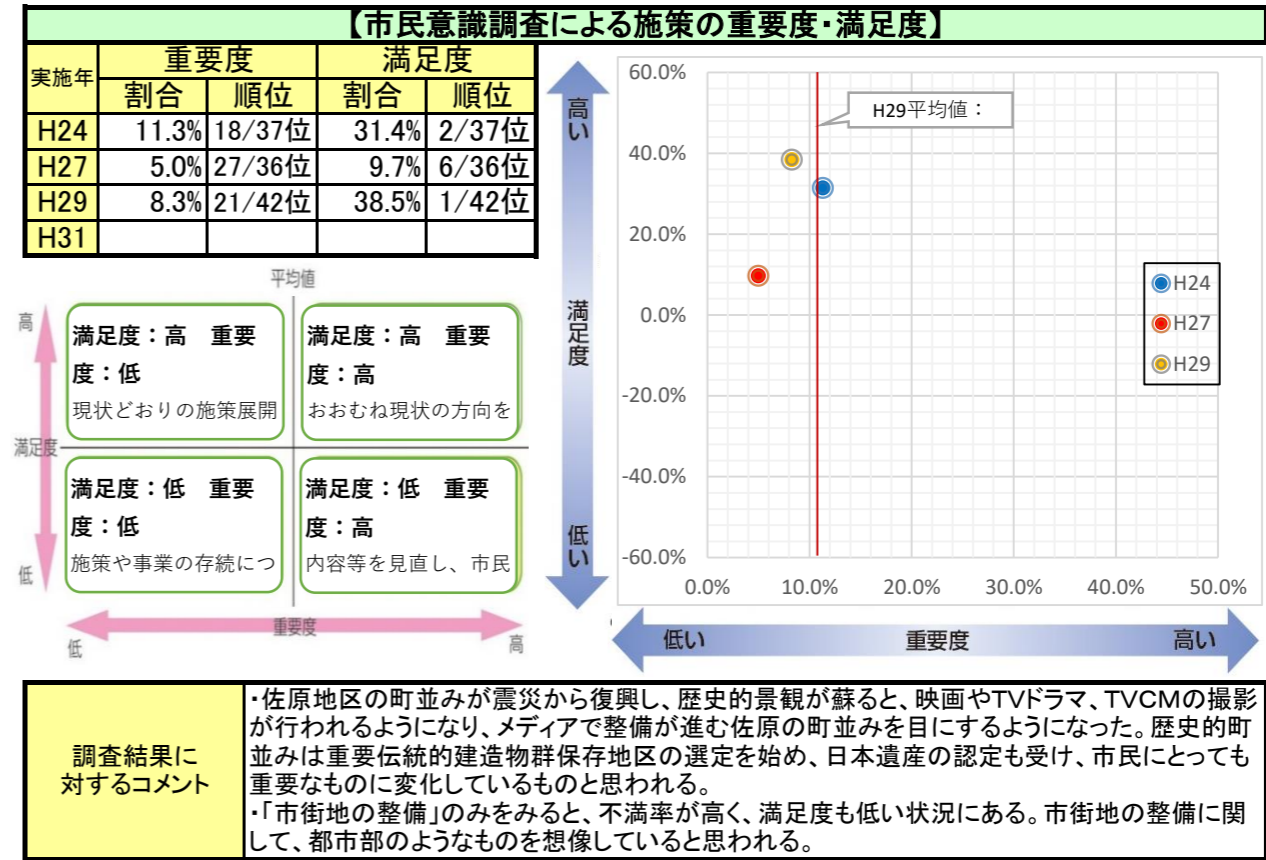 【市民意識調査による施策の重要度・満足度】
実施年 重要度 満足度
割合 順位 割合 順位
H24 11.3% 18/37位 31.4% 2/37位
H27 5.0% 27/36位 9.7% 6/36位
H29 8.3% 21/42位 38.5% 1/42位
H31
平均値
高
満足度：高 重要
度：低
現状どおりの施策展開
満足度：高 重要
度：高
おおむね現状の方向を
満足度
満足度：低 重要
度：低
施策や事業の存続につ
満足度：低 重要
度：高
内容等を見直し、市民
低
重要度
低
高
高い
満足度
低い
60.0%
40.0%
20.0%
0.0%
-20.0%
-40.0%
-60.0%
H29平均値：
H24
H27
H29
0.0% 10.0% 20.0% 30.0% 40.0% 50.0%
低い 重要度 高い
調査結果に
対するコメント
・佐原地区の町並みが震災から復興し、歴史的景観が蘇ると、映画やTVドラマ、TVCMの撮影
が行われるようになり、メディアで整備が進む佐原の町並みを目にするようになった。歴史的町
並みは重要伝統的建造物群保存地区の選定を始め、日本遺産の認定も受け、市民にとっても
重要なものに変化しているものと思われる。
・「市街地の整備」のみをみると、不満率が高く、満足度も低い状況にある。市街地の整備に関
して、都市部のようなものを想像していると思われる。